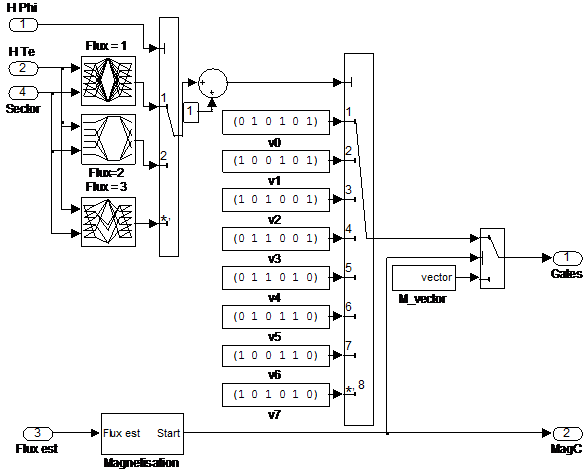 H Phi
1
H Te
2
4
Sector
Flux = 1
Flux=2
Flux = 3
1
2
*,
1
+
+
(0 1 0 1 0 1)
v0
(1 0 0 1 0 1)
v1
(1 0 1 0 0 1)
v2
(0 1 1 0 0 1)
v3
(0 1 1 0 1 0)
v4
(0 1 0 1 1 0)
v5
(1 0 0 1 1 0)
v6
(1 0 1 0 1 0)
v7
1
2
3
4
5
6
7
*, 8
vector
M_vector
1
Gates
3
Flux est
Flux est
Start
Magnetisation
2
MagC